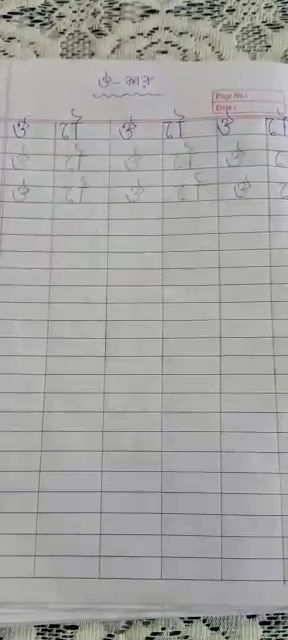 ঔ-কার
Page No.:
Date:
ঔ ৌ ঔ ৌ ঔ ৌ
ঔ ৌ ঔ ৌ ঔ
ঔ ৌ ঔ ৌ ঔ